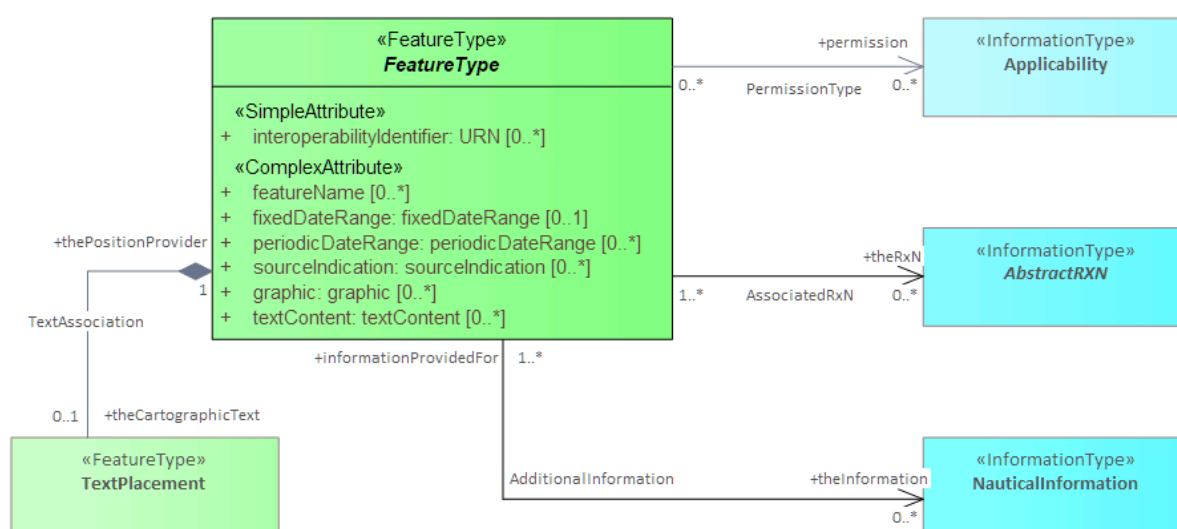 «FeatureType»
FeatureType
«SimpleAttribute»
+ interoperabilityIdentifier: URN [0..*]
«ComplexAttribute»
+ featureName [0..*]
+ fixedDateRange: fixedDateRange [0..1]
+ periodicDateRange: periodicDateRange [0..*]
+ sourceIndication: sourceIndication [0..*]
+ graphic: graphic [0..*]
+ textContent: textContent [0..*]
+permission
0..*
PermissionType
0..*
«InformationType»
Applicability
+theRxN
1..*
AssociatedRxN
0..*
«InformationType»
AbstractRXN
+thePositionProvider
1
TextAssociation
0..1
+theCartographicText
«FeatureType»
TextPlacement
+informationProvidedFor
1..*
AdditionalInformation
+theInformation
0..*
«InformationType»
NauticalInformation